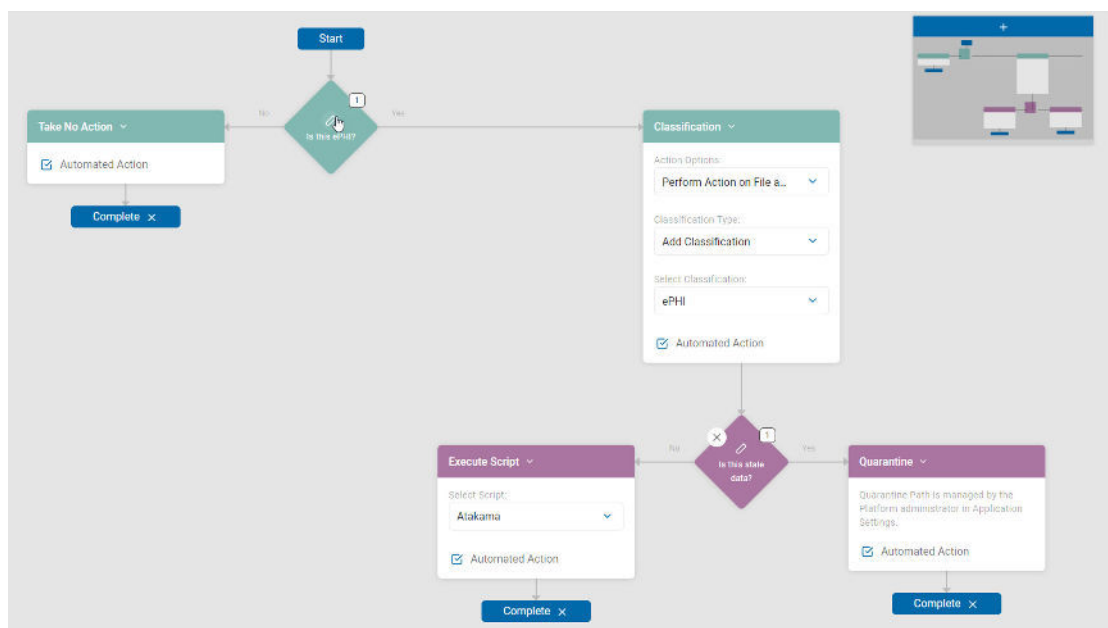 Start
1
Is this ePHI?
No
Yes
Take No Action
Automated Action
Complete ×
Classification
Action Options:
Perform Action on File a...
Classification Type:
Add Classification
Select Classification:
ePHI
Automated Action
1
Is this stale
data?
No
Yes
Execute Script
Select Script:
Atakama
Automated Action
Complete ×
Quarantine
Quarantine Path is managed by the
Platform administrator in Application
Settings.
Automated Action
Complete ×